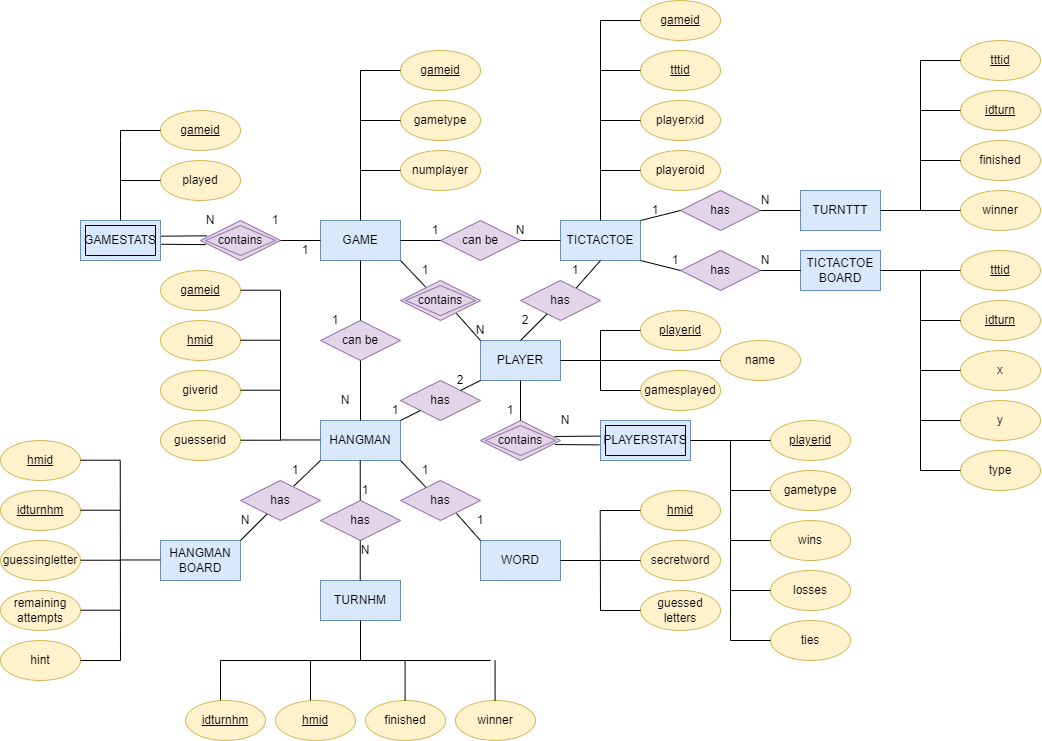 gameid
gameid
tttid
tttid
gameid
gametype
playerxid
idturn
played
numplayer
playeroid
finished
winner
N
1
1
1
N
1
has
N
TURNTTT
GAMESTATS
contains
GAME
can be
TICTACTOE
1
has
N
TICTACTOE
BOARD
tttid
gameid
1
contains
N
1
has
2
idturn
hmid
1
can be
N
PLAYER
playerid
name
gamesplayed
x
giverid
2
has
1
1
contains
N
PLAYERSTATS
playerid
y
guesserid
HANGMAN
type
hmid
1
has
N
1
has
N
1
has
1
gametype
idturnhm
hmid
wins
guessingletter
HANGMAN
BOARD
WORD
secretword
losses
remaining
attempts
TURNHM
guessed
letters
hint
ties
idturnhm
hmid
finished
winner